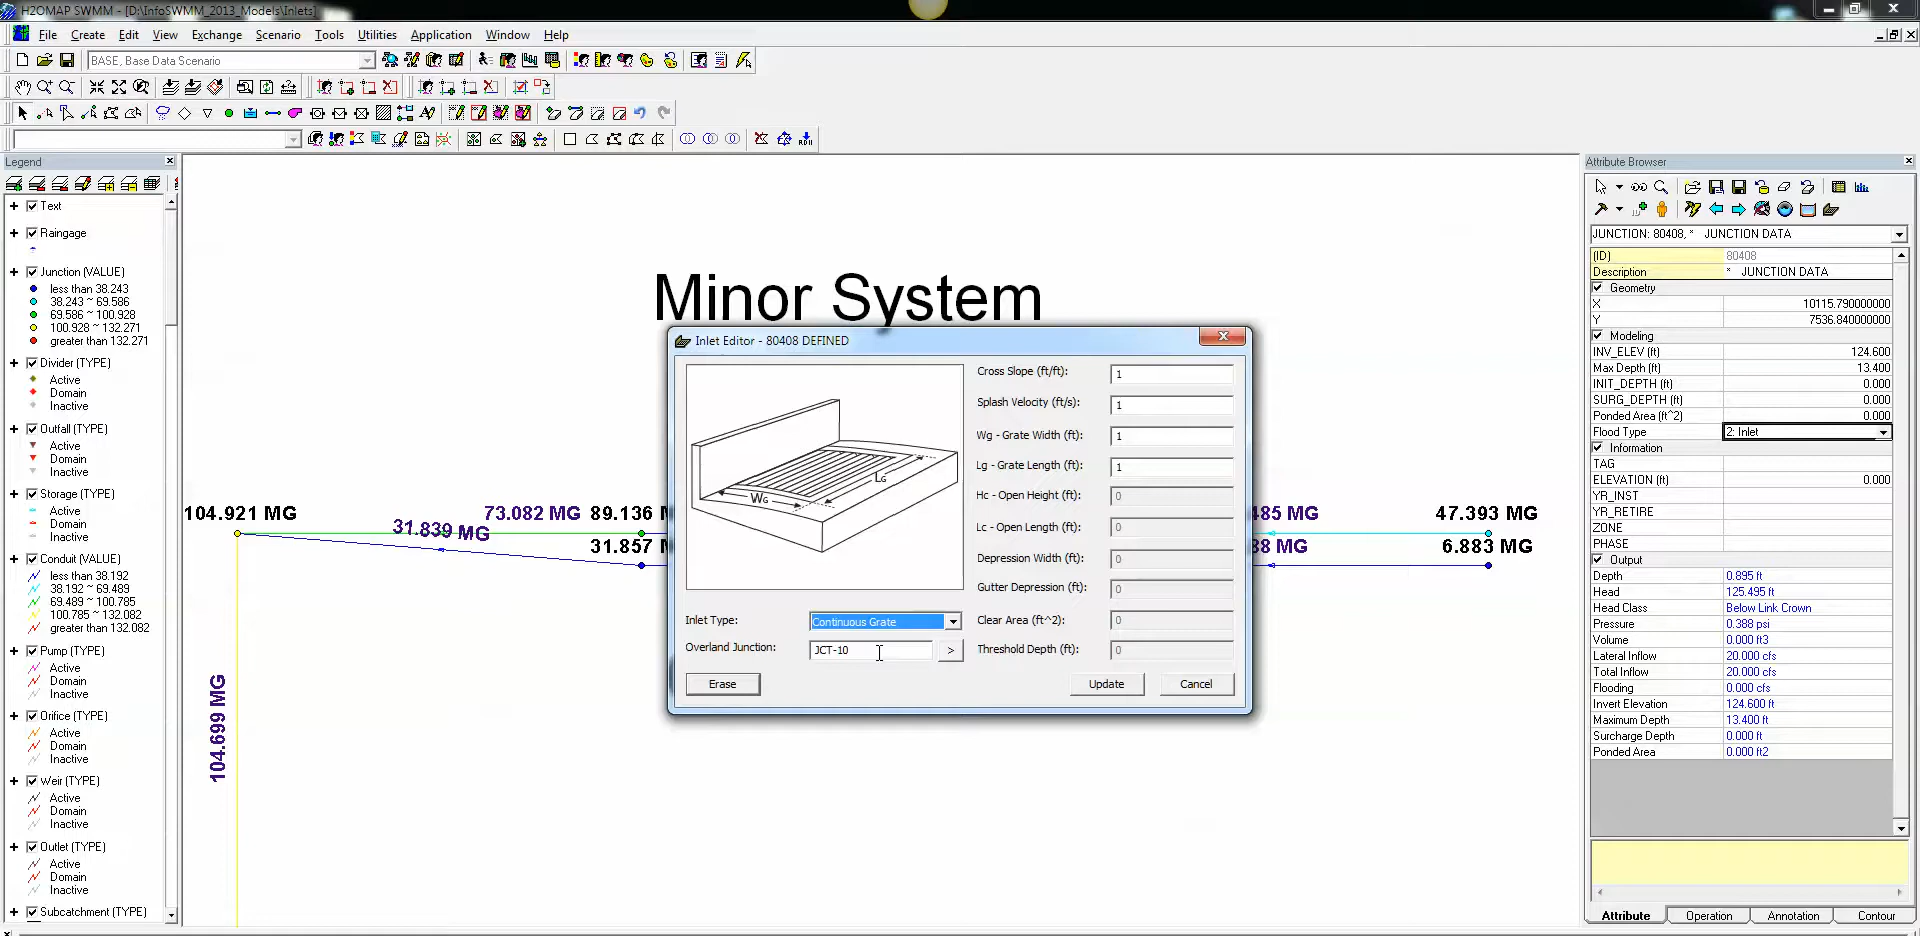 H2OMAP SWMM - [D:\InfoSWMM_2013_Models\Inlets]
File Create Edit View Exchange Scenario Tools Utilities Application Window Help
BASE, Base Data Scenario
RDII
Legend
Text
Raingage
Junction (VALUE)
less than 38.243
38.243 ~ 69.586
69.586 ~ 100.928
100.928 ~ 132.271
greater than 132.271
Divider (TYPE)
Active
Domain
Inactive
Outfall (TYPE)
Active
Domain
Inactive
Storage (TYPE)
Active
Domain
Inactive
Conduit (VALUE)
less than 38.192
38.192 ~ 69.489
69.489 ~ 100.785
100.785 ~ 132.082
greater than 132.082
Pump (TYPE)
Active
Domain
Inactive
Orifice (TYPE)
Active
Domain
Inactive
Weir (TYPE)
Active
Domain
Inactive
Outlet (TYPE)
Active
Domain
Inactive
Subcatchment (TYPE)
Minor System
104.921 MG
31.839 MG
73.082 MG
89.136
31.857
485 MG
47.393 MG
38 MG
6.883 MG
104.699 MG
Inlet Editor - 80408 DEFINED
WG
LG
Inlet Type: Continuous Grate
Overland Junction: JCT-10 >
Cross Slope (ft/ft): 1
Splash Velocity (ft/s): 1
Wg - Grate Width (ft): 1
Lg - Grate Length (ft): 1
Hc - Open Height (ft): 0
Lc - Open Length (ft): 0
Depression Width (ft): 0
Gutter Depression (ft): 0
Clear Area (ft^2): 0
Threshold Depth (ft): 0
Erase Update Cancel
Attribute Browser
JUNCTION: 80408, * JUNCTION DATA
(ID) 80408
Description * JUNCTION DATA
Geometry
X 10115.790000000
Y 7536.840000000
Modeling
INV_ELEV (ft) 124.600
Max Depth (ft) 13.400
INIT_DEPTH (ft) 0.000
SURG_DEPTH (ft) 0.000
Ponded Area (ft^2) 0.000
Flood Type 2: Inlet
Information
TAG
ELEVATION (ft) 0.000
YR_INST
YR_RETIRE
ZONE
PHASE
Output
Depth 0.895 ft
Head 125.495 ft
Head Class Below Link Crown
Pressure 0.388 psi
Volume 0.000 ft3
Lateral Inflow 20.000 cfs
Total Inflow 20.000 cfs
Flooding 0.000 cfs
Invert Elevation 124.600 ft
Maximum Depth 13.400 ft
Surcharge Depth 0.000 ft
Ponded Area 0.000 ft2
Attribute Operation Annotation Contour